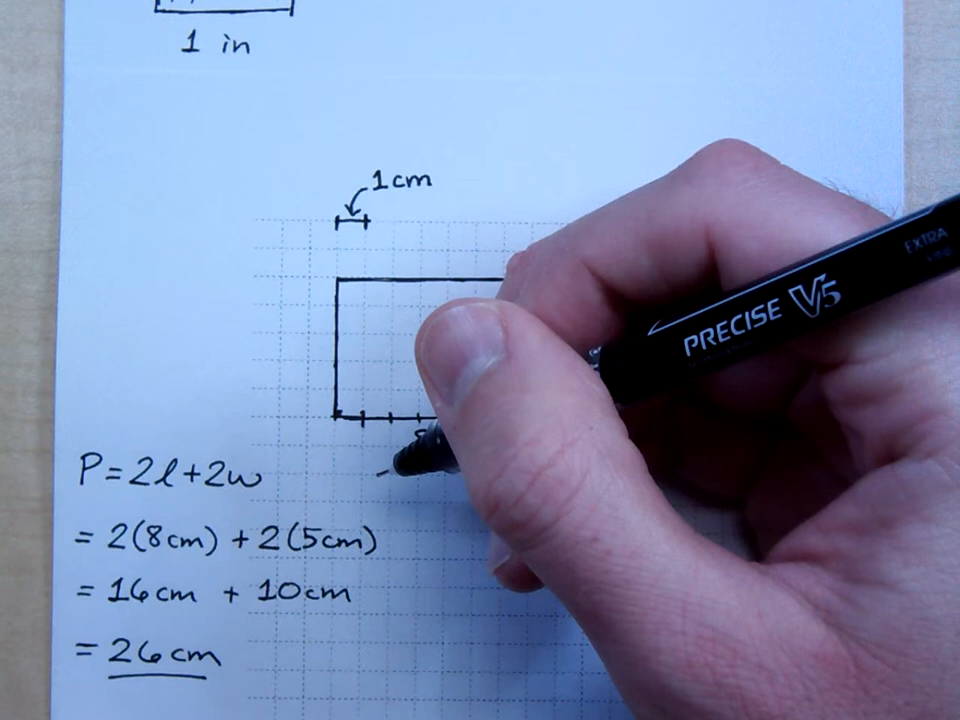 1 in
1cm
PRECISE V5
EXTRA
P=2l+2w
= 2(8cm) + 2(5cm)
= 16cm + 10cm
= 26cm